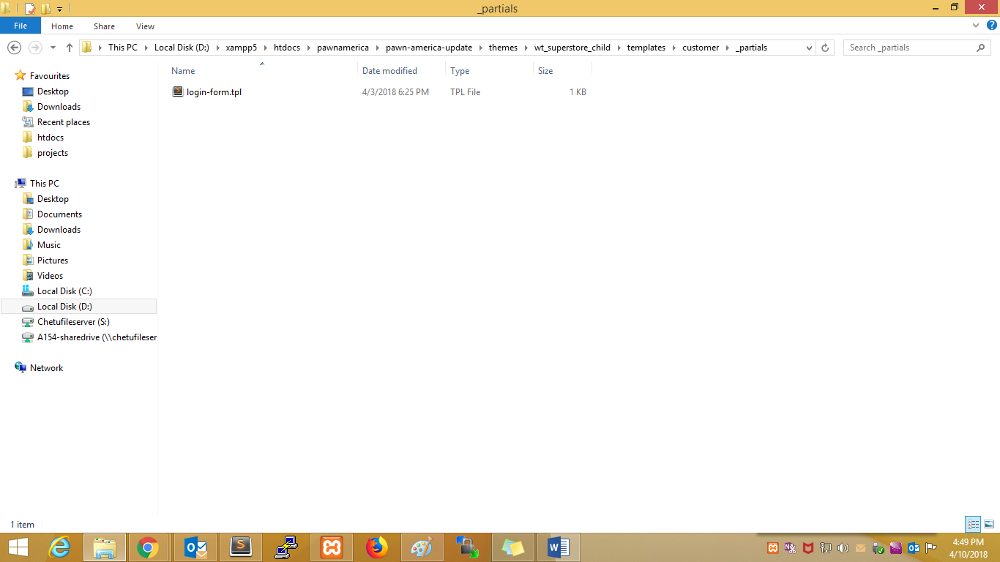 _partials
File Home Share View
This PC Local Disk (D:) xampp5 htdocs pawnamerica pawn-america-update themes wt_superstore_child templates customer _partials Search _partials
Name Date modified Type Size
login-form.tpl 4/3/2018 6:25 PM TPL File 1 KB
Favourites
Desktop
Downloads
Recent places
htdocs
projects
This PC
Desktop
Documents
Downloads
Music
Pictures
Videos
Local Disk (C:)
Local Disk (D:)
Chetufileserver (S:)
A154-sharedrive (\\chetufileser
Network
1 item
4:49 PM
4/10/2018